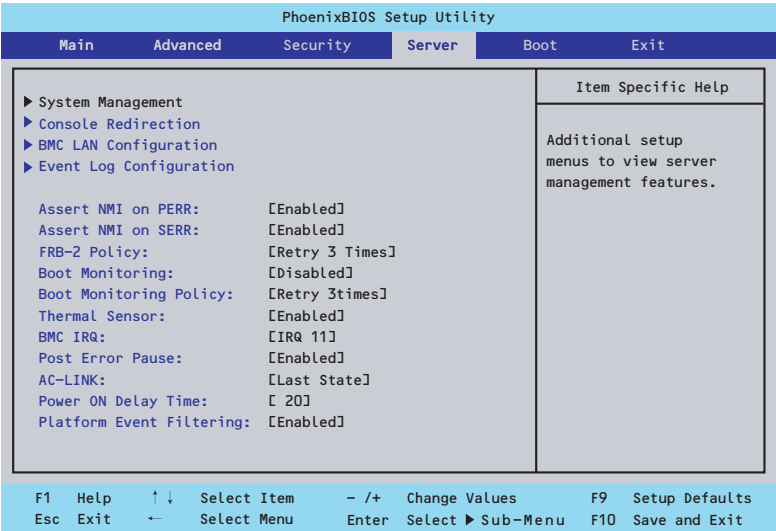 PhoenixBIOS Setup Utility
Main Advanced Security Server Boot Exit
▶ System Management
▶ Console Redirection
▶ BMC LAN Configuration
▶ Event Log Configuration
Assert NMI on PERR: [Enabled]
Assert NMI on SERR: [Enabled]
FRB-2 Policy: [Retry 3 Times]
Boot Monitoring: [Disabled]
Boot Monitoring Policy: [Retry 3times]
Thermal Sensor: [Enabled]
BMC IRQ: [IRQ 11]
Post Error Pause: [Enabled]
AC-LINK: [Last State]
Power ON Delay Time: [ 20]
Platform Event Filtering: [Enabled]
Item Specific Help
Additional setup
menus to view server
management features.
F1 Help ↑↓ Select Item - /+ Change Values F9 Setup Defaults
Esc Exit ← Select Menu Enter Select ▶ Sub-Menu F10 Save and Exit